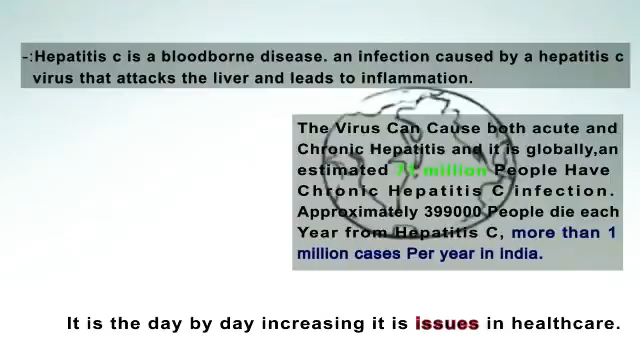 -:Hepatitis c is a bloodborne disease. an infection caused by a hepatitis c
virus that attacks the liver and leads to inflammation.
The Virus Can Cause both acute and
Chronic Hepatitis and it is globally,an
estimated 71 million People Have
Chronic Hepatitis C infection.
Approximately 399000 People die each
Year from Hepatitis C, more than 1
million cases Per year in india.
It is the day by day increasing it is issues in healthcare.